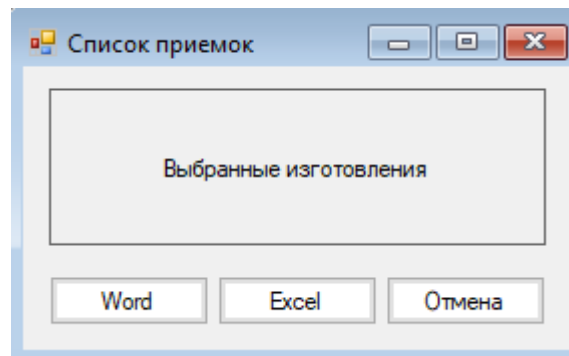 Список приемок
Выбранные изготовления
Word Excel Отмена